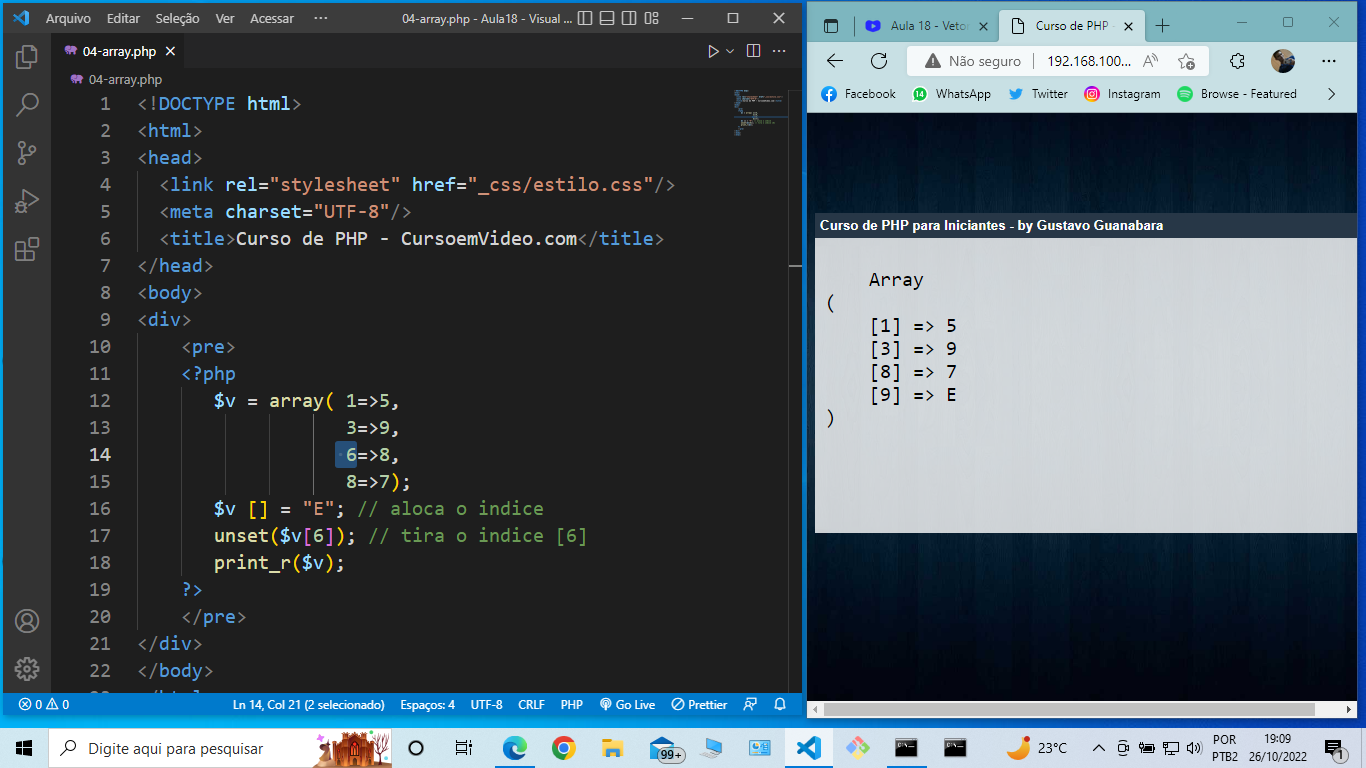 Arquivo Editar Seleção Ver Acessar ··· 04-array.php - Aula18 - Visual ...
04-array.php
04-array.php
1 <!DOCTYPE html>
2 <html>
3 <head>
4 <link rel="stylesheet" href="_css/estilo.css"/>
5 <meta charset="UTF-8"/>
6 <title>Curso de PHP - CursoemVideo.com</title>
7 </head>
8 <body>
9 <div>
10 <pre>
11 <?php
12 $v = array( 1=>5,
13 3=>9,
14 6=>8,
15 8=>7);
16 $v [] = "E"; // aloca o indice
17 unset($v[6]); // tira o indice [6]
18 print_r($v);
19 ?>
20 </pre>
21 </div>
22 </body>
0 0 Ln 14, Col 21 (2 selecionado) Espaços: 4 UTF-8 CRLF PHP Go Live Prettier
Aula 18 - Vetor Curso de PHP -
Não seguro 192.168.100...
Facebook WhatsApp Twitter Instagram Browse - Featured
Curso de PHP para Iniciantes - by Gustavo Guanabara
Array
(
[1] => 5
[3] => 9
[8] => 7
[9] => E
)
Digite aqui para pesquisar 99+ 23°C POR PTB2 19:09 26/10/2022 1